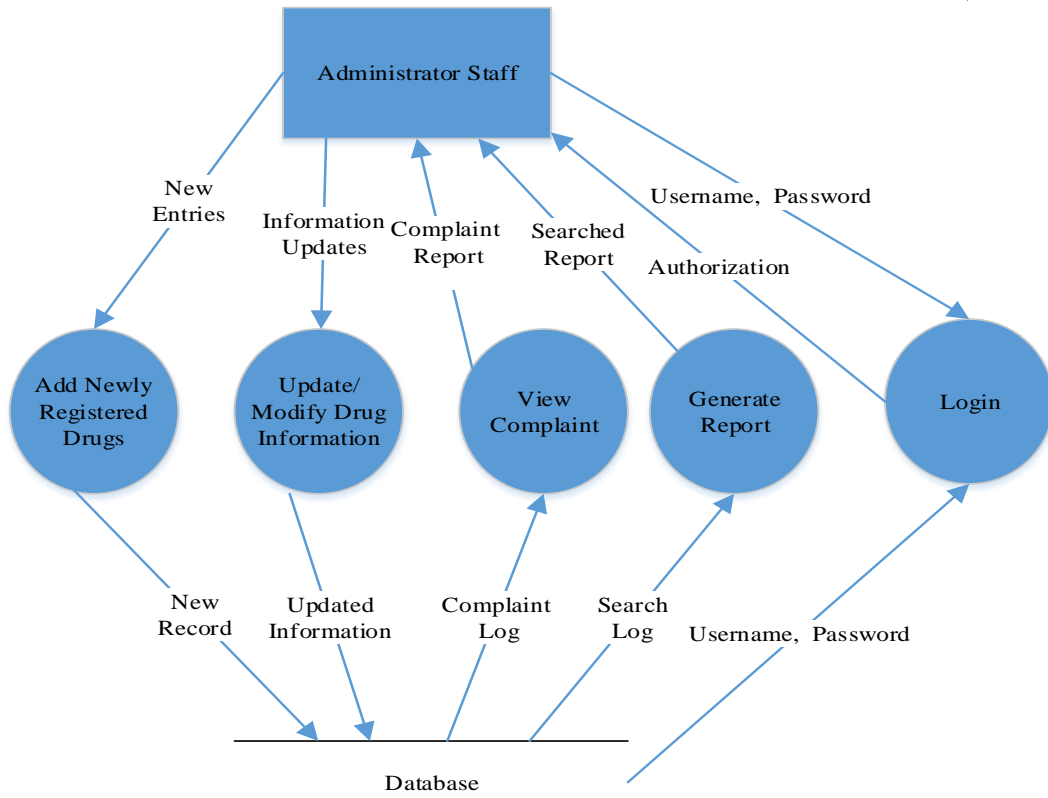 Administrator Staff
New
Entries
Information
Updates
Complaint
Report
Searched
Report
Username, Password
Authorization
Add Newly
Registered
Drugs
Update/
Modify Drug
Information
View
Complaint
Generate
Report
Login
New
Record
Updated
Information
Complaint
Log
Search
Log
Username, Password
Database